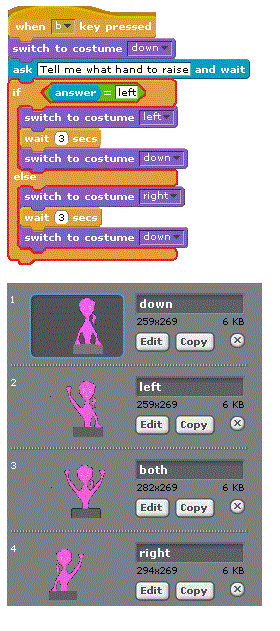 when b key pressed
switch to costume down
ask Tell me what hand to raise and wait
if answer = left
switch to costume left
wait 3 secs
switch to costume down
else
switch to costume right
wait 3 secs
switch to costume down
1 down
259x269 6 KB
Edit Copy
2 left
259x269 6 KB
Edit Copy
3 both
282x269 6 KB
Edit Copy
4 right
294x269 6 KB
Edit Copy